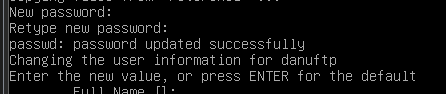 New password:
Retype new password:
passwd: password updated successfully
Changing the user information for danuftp
Enter the new value, or press ENTER for the default
Full Name []: